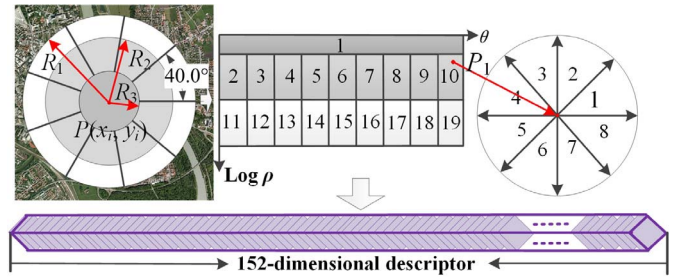 R1
R2
40.0°
R3
P(xi, yi)
1
θ
2 3 4 5 6 7 8 9 10
11 12 13 14 15 16 17 18 19
Log ρ
P1
3 2
4 1
5 8
6 7
152-dimensional descriptor